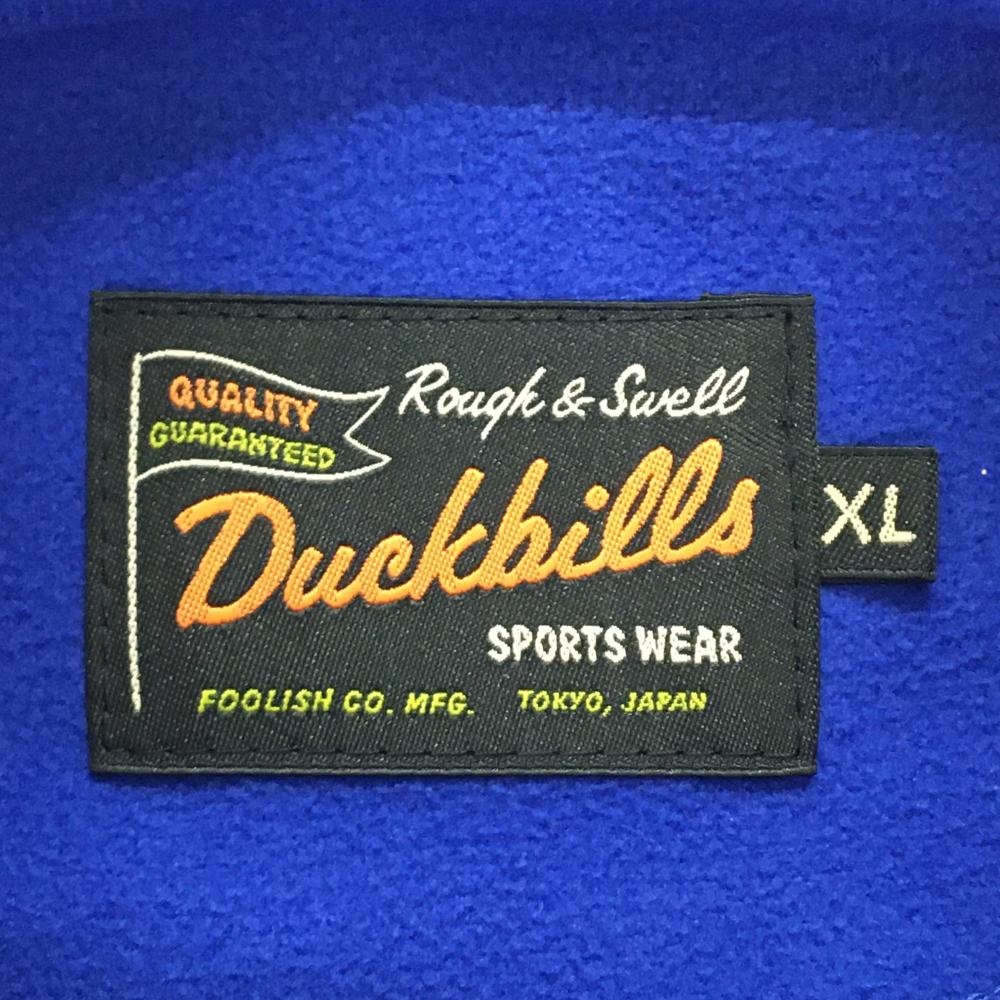 QUALITY
GUARANTEED
Rough & Swell
Duckbills
SPORTS WEAR
FOOLISH CO. MFG. TOKYO, JAPAN
XL